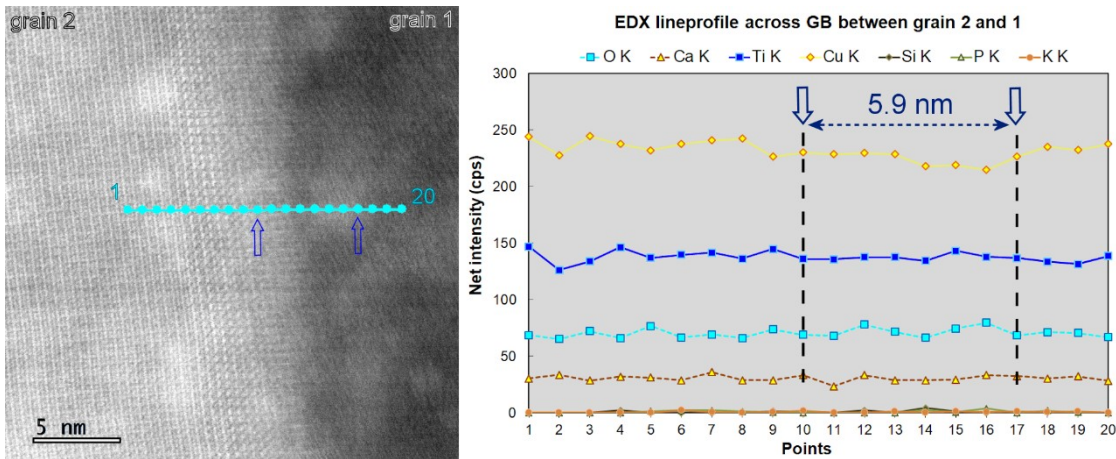 grain 2
grain 1
1
20
5 nm
EDX lineprofile across GB between grain 2 and 1
O K
Ca K
Ti K
Cu K
Si K
P K
K K
5.9 nm
Net intensity (cps)
300
250
200
150
100
50
0
1 2 3 4 5 6 7 8 9 10 11 12 13 14 15 16 17 18 19 20
Points